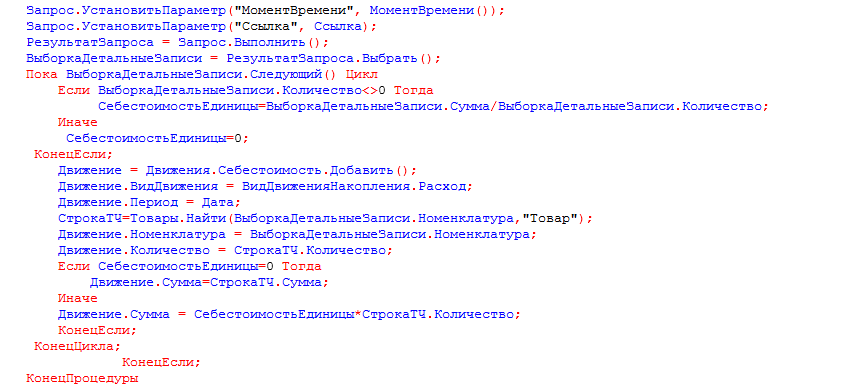 Запрос.УстановитьПараметр("МоментВремени", МоментВремени());
Запрос.УстановитьПараметр("Ссылка", Ссылка);
РезультатЗапроса = Запрос.Выполнить();
ВыборкаДетальныеЗаписи = РезультатЗапроса.Выбрать();
Пока ВыборкаДетальныеЗаписи.Следующий() Цикл
Если ВыборкаДетальныеЗаписи.Количество<>0 Тогда
СебестоимостьЕдиницы=ВыборкаДетальныеЗаписи.Сумма/ВыборкаДетальныеЗаписи.Количество;
Иначе
СебестоимостьЕдиницы=0;
КонецЕсли;
Движение = Движения.Себестоимость.Добавить();
Движение.ВидДвижения = ВидДвиженияНакопления.Расход;
Движение.Период = Дата;
СтрокаТЧ=Товары.Найти(ВыборкаДетальныеЗаписи.Номенклатура,"Товар");
Движение.Номенклатура = ВыборкаДетальныеЗаписи.Номенклатура;
Движение.Количество = СтрокаТЧ.Количество;
Если СебестоимостьЕдиницы=0 Тогда
Движение.Сумма=СтрокаТЧ.Сумма;
Иначе
Движение.Сумма = СебестоимостьЕдиницы*СтрокаТЧ.Количество;
КонецЕсли;
КонецЦикла;
КонецЕсли;
КонецПроцедуры